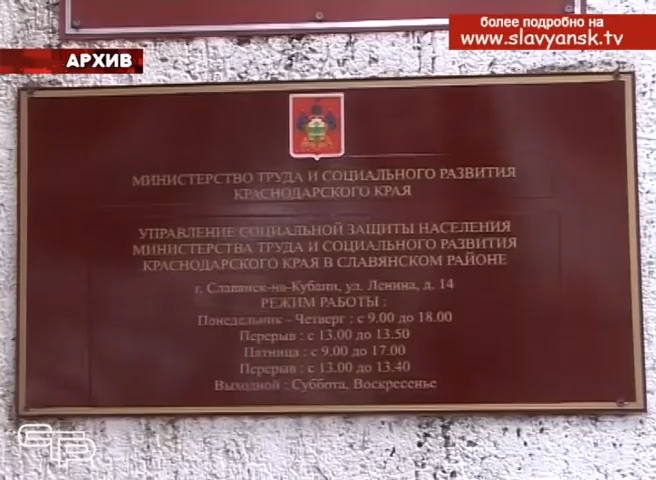 более подробно на
www.slavyansk.tv
АРХИВ
МИНИСТЕРСТВО ТРУДА И СОЦИАЛЬНОГО РАЗВИТИЯ
КРАСНОДАРСКОГО КРАЯ
УПРАВЛЕНИЕ СОЦИАЛЬНОЙ ЗАЩИТЫ НАСЕЛЕНИЯ
МИНИСТЕРСТВА ТРУДА И СОЦИАЛЬНОГО РАЗВИТИЯ
КРАСНОДАРСКОГО КРАЯ В СЛАВЯНСКОМ РАЙОНЕ
г. Славянск-на-Кубани, ул. Ленина, д. 14
РЕЖИМ РАБОТЫ :
Понедельник - Четверг : с 9.00 до 18.00
Перерыв : с 13.00 до 13.50
Пятница : с 9.00 до 17.00
Перерыв : с 13.00 до 13.40
Выходной : Суббота, Воскресенье